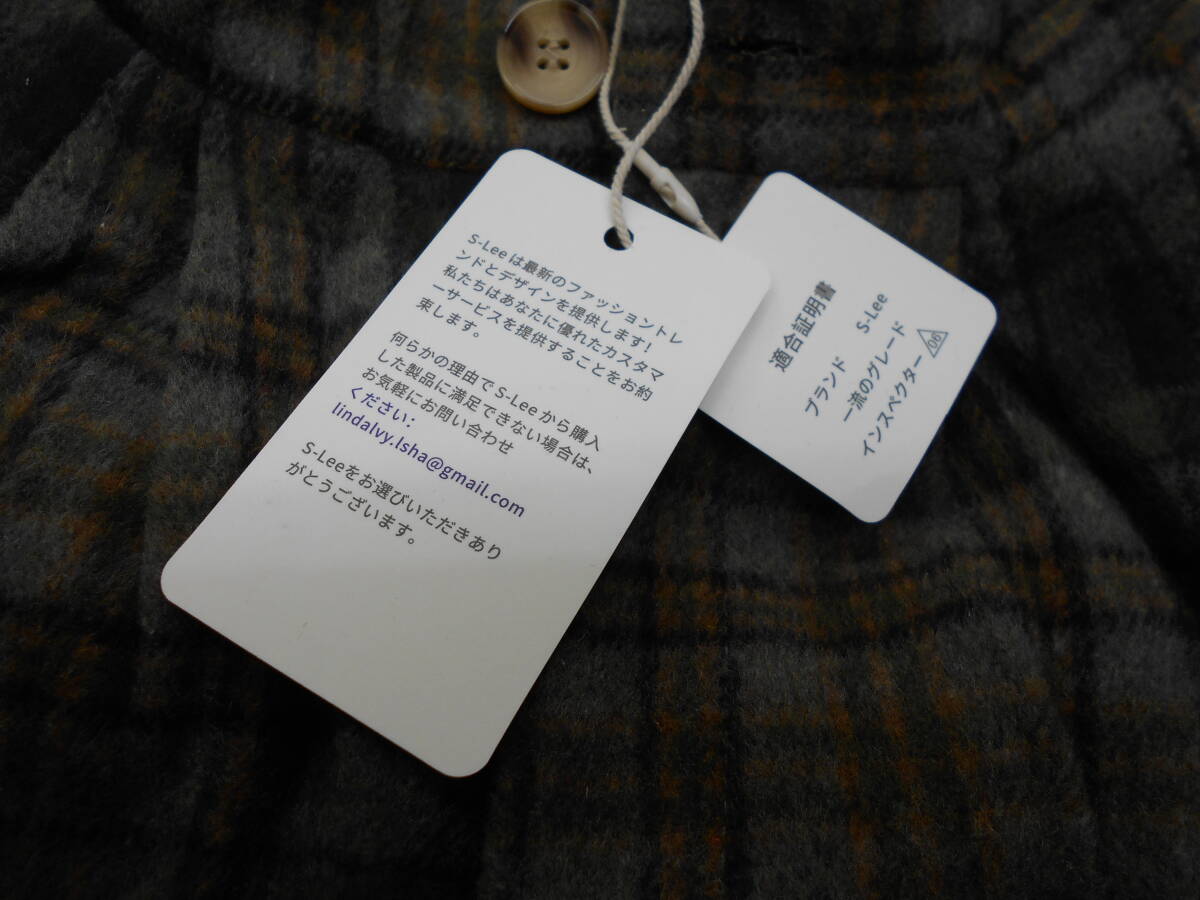 S-Leeは最新のファッショントレ
ンドとデザインを提供します！
私たちはあなたに優れたカスタマ
ーサービスを提供することをお約
束します。
何らかの理由でS-Leeから購入
した製品に満足できない場合は、
お気軽にお問い合わせ
ください：
lindalvy.lsha@gmail.com
S-Leeをお選びいただきあり
がとうございます。
適合証明書
ブランド S-Lee
一流のグレード
インスペクター 06